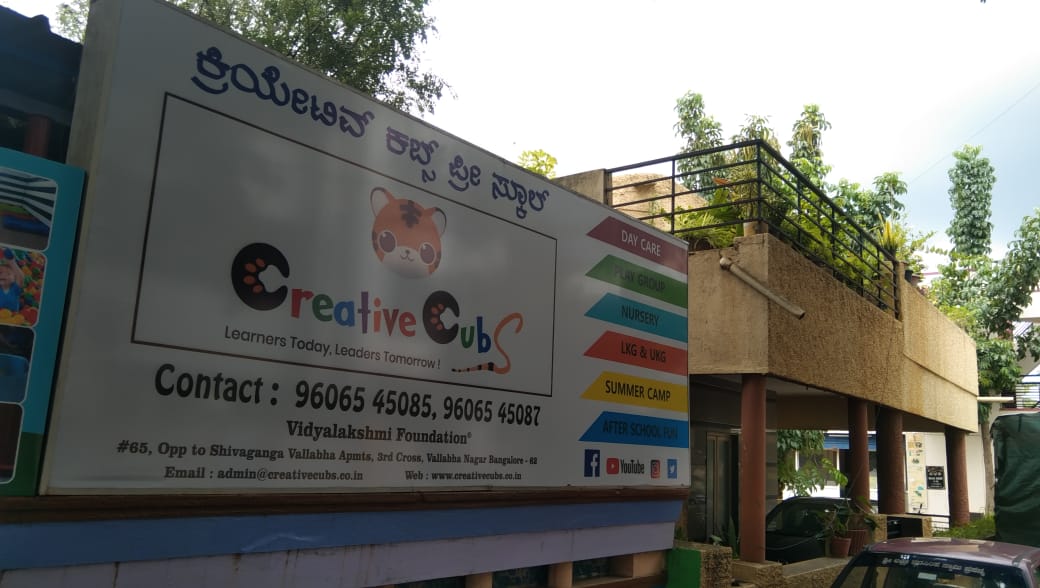 ಕ್ರಿಯೇಟಿವ್ ಕಬ್ಸ್ ಪ್ರೀ ಸ್ಕೂಲ್
Creative Cubs
Learners Today, Leaders Tomorrow !
Contact : 96065 45085, 96065 45087
Vidyalakshmi Foundation®
#65, Opp to Shivaganga Vallabha Apmts, 3rd Cross, Vallabha Nagar Bangalore - 62
Email : admin@creativecubs.co.in Web : www.creativecubs.co.in
DAY CARE
PLAY GROUP
NURSERY
LKG & UKG
SUMMER CAMP
AFTER SCHOOL FUN
YouTube